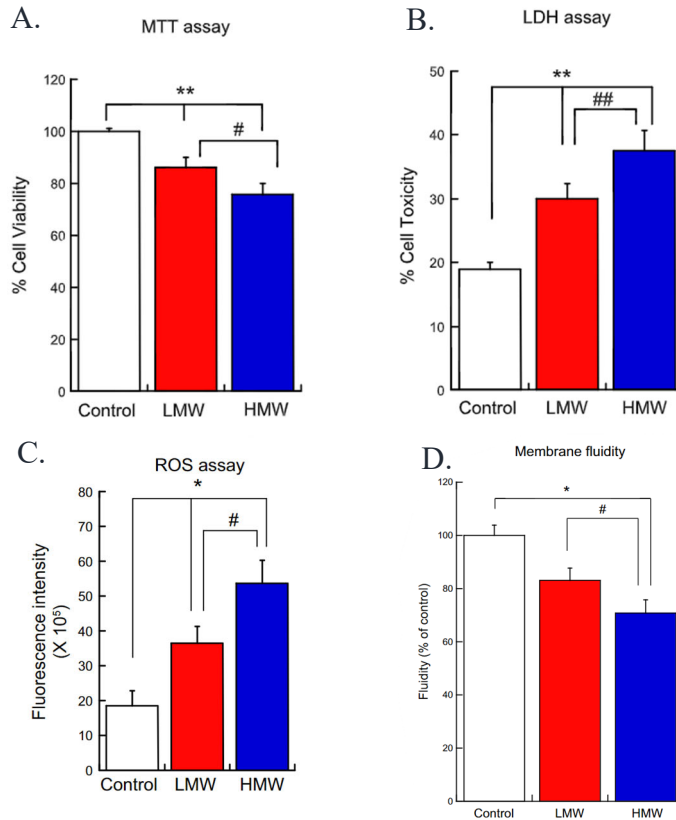 A.
MTT assay
% Cell Viability
120
100
80
60
40
20
0
**
#
Control LMW HMW
B.
LDH assay
% Cell Toxicity
50
40
30
20
10
0
**
##
Control LMW HMW
C.
ROS assay
Fluorescence intensity
(X 10⁵)
80
70
60
50
40
30
20
10
0
*
#
Control LMW HMW
D.
Membrane fluidity
Fluidity (% of control)
120
100
80
60
40
20
0
*
#
Control LMW HMW